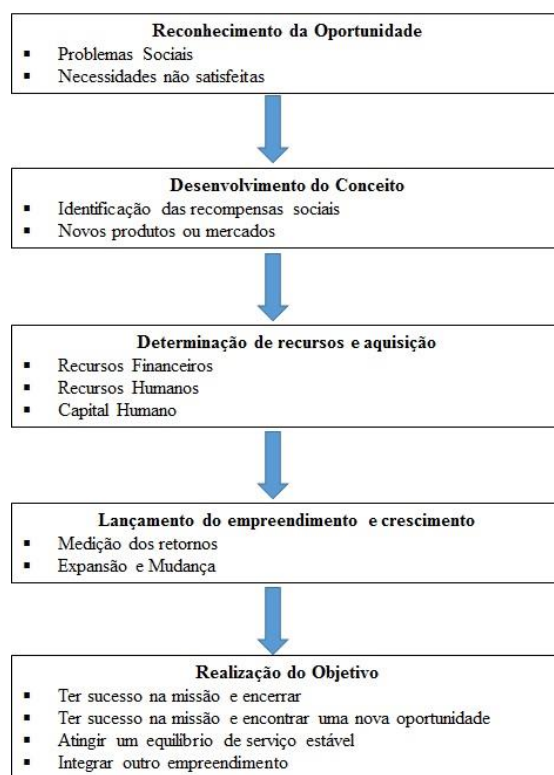 Reconhecimento da Oportunidade
▪ Problemas Sociais
▪ Necessidades não satisfeitas
Desenvolvimento do Conceito
▪ Identificação das recompensas sociais
▪ Novos produtos ou mercados
Determinação de recursos e aquisição
▪ Recursos Financeiros
▪ Recursos Humanos
▪ Capital Humano
Lançamento do empreendimento e crescimento
▪ Medição dos retornos
▪ Expansão e Mudança
Realização do Objetivo
▪ Ter sucesso na missão e encerrar
▪ Ter sucesso na missão e encontrar uma nova oportunidade
▪ Atingir um equilíbrio de serviço estável
▪ Integrar outro empreendimento